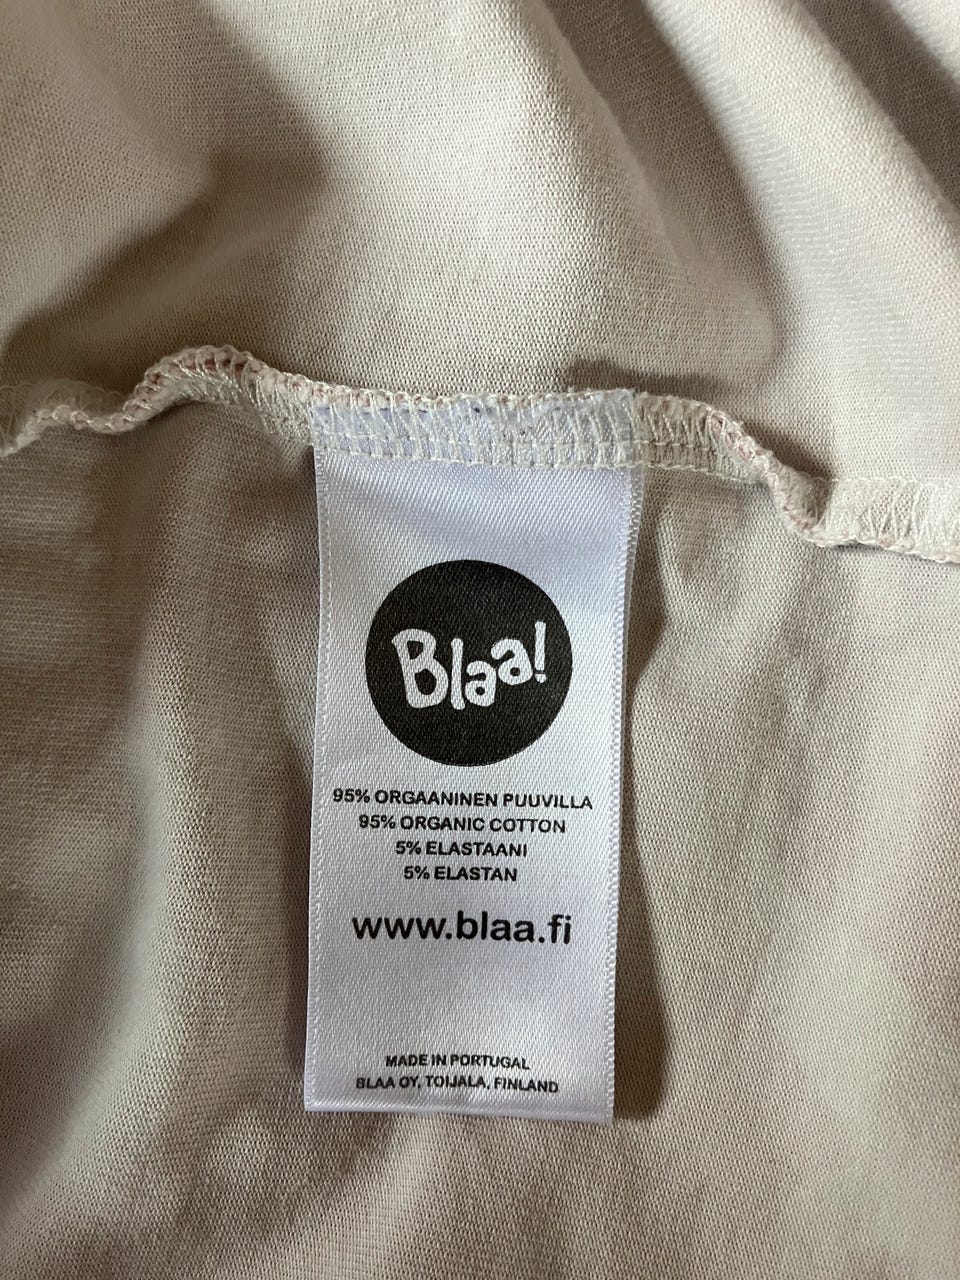 Blaa!
95% ORGAANINEN PUUVILLA
95% ORGANIC COTTON
5% ELASTAANI
5% ELASTAN
www.blaa.fi
MADE IN PORTUGAL
BLAA OY, TOIJALA, FINLAND